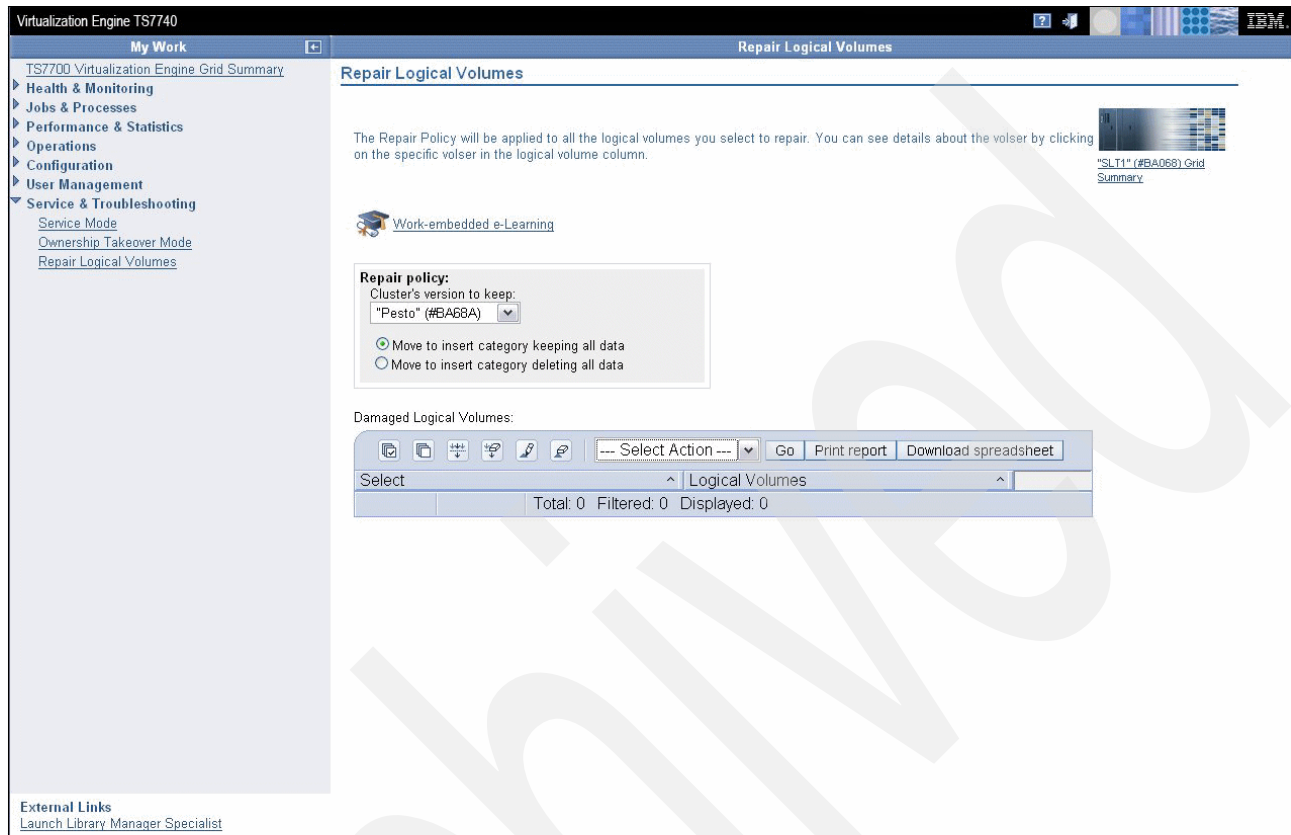 Virtualization Engine TS7740
?
IBM.
My Work
Repair Logical Volumes
TS7700 Virtualization Engine Grid Summary
Health & Monitoring
Jobs & Processes
Performance & Statistics
Operations
Configuration
User Management
Service & Troubleshooting
Service Mode
Ownership Takeover Mode
Repair Logical Volumes
External Links
Launch Library Manager Specialist
Repair Logical Volumes
The Repair Policy will be applied to all the logical volumes you select to repair. You can see details about the volser by clicking
on the specific volser in the logical volume column.
"SLT1" (#BA068) Grid
Summary
Work-embedded e-Learning
Repair policy:
Cluster's version to keep:
"Pesto" (#BA68A)
Move to insert category keeping all data
Move to insert category deleting all data
Damaged Logical Volumes:
--- Select Action --- Go Print report Download spreadsheet
Select ^ Logical Volumes ^
Total: 0 Filtered: 0 Displayed: 0
hived